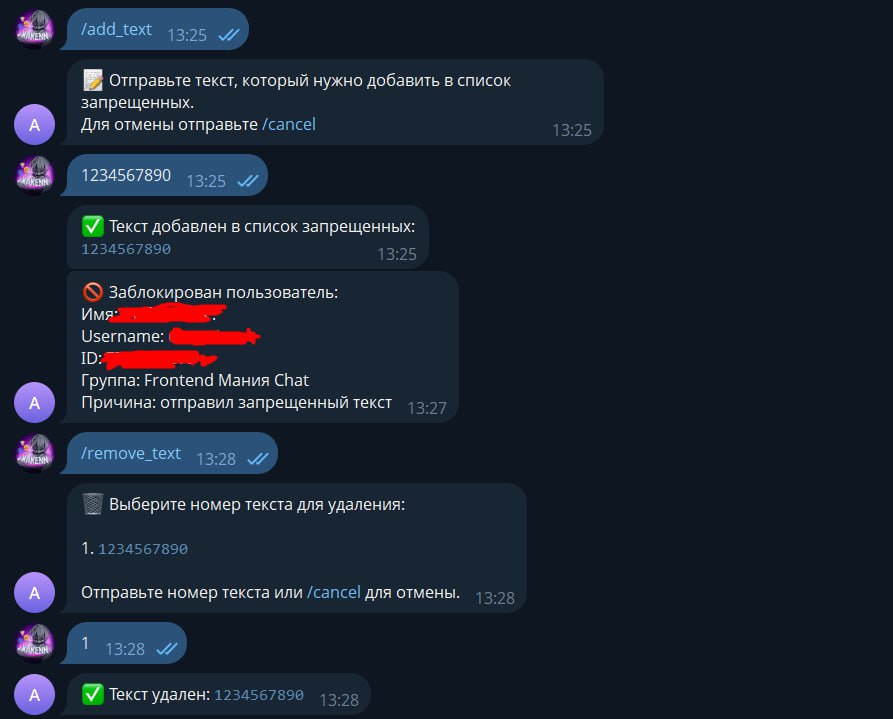 /add_text 13:25
📝 Отправьте текст, который нужно добавить в список
запрещенных.
Для отмены отправьте /cancel 13:25
A
1234567890 13:25
✅ Текст добавлен в список запрещенных:
1234567890 13:25
🚫 Заблокирован пользователь:
Имя:
Username:
ID:
Группа: Frontend Мания Chat
Причина: отправил запрещенный текст 13:27
A
/remove_text 13:28
🗑 Выберите номер текста для удаления:
1. 1234567890
Отправьте номер текста или /cancel для отмены. 13:28
A
1 13:28
✅ Текст удален: 1234567890 13:28
A